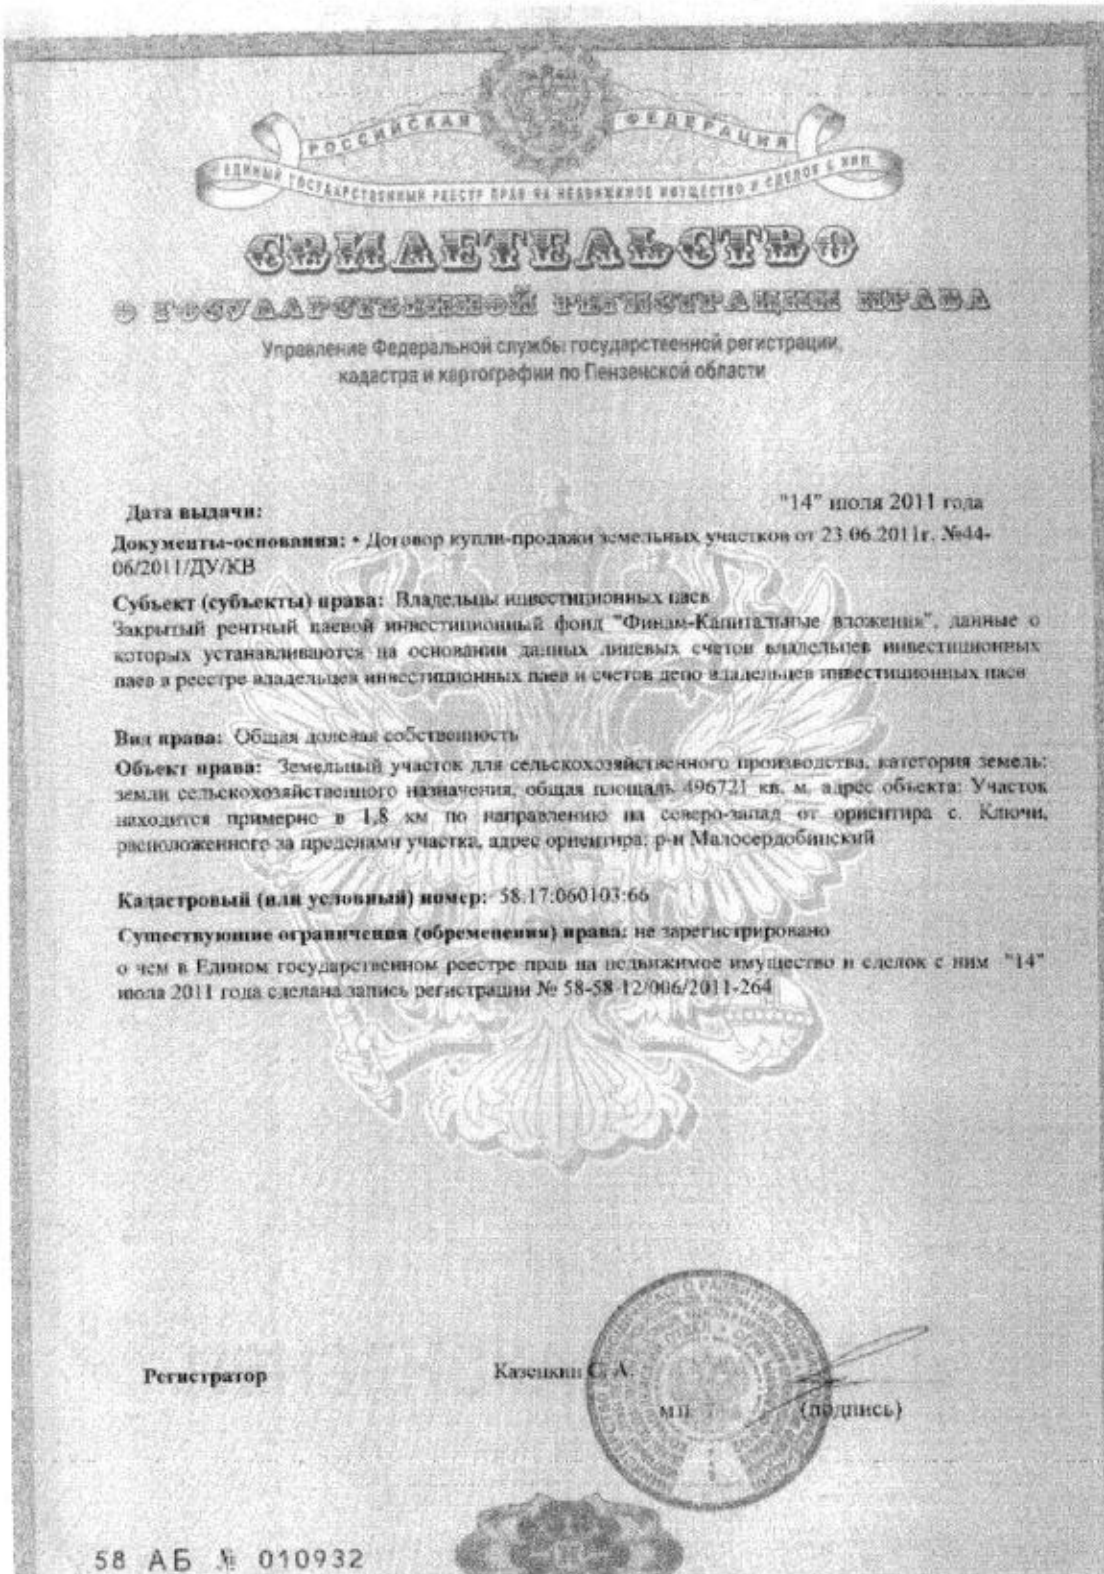 РОССИЙСКАЯ ФЕДЕРАЦИЯ
ЕДИНЫЙ ГОСУДАРСТВЕННЫЙ РЕЕСТР ПРАВ НА НЕДВИЖИМОЕ ИМУЩЕСТВО И СДЕЛОК С НИМ
СВИДЕТЕЛЬСТВО
О ГОСУДАРСТВЕННОЙ РЕГИСТРАЦИИ ПРАВА
Управление Федеральной службы государственной регистрации,
кадастра и картографии по Пензенской области
Дата выдачи: "14" июля 2011 года
Документы-основания: • Договор купли-продажи земельных участков от 23.06.2011г. №44-
06/2011/ДУ/КВ
Субъект (субъекты) права: Владельцы инвестиционных паев
Закрытый рентный паевой инвестиционный фонд "Финам-Капитальные вложения", данные о
которых устанавливаются на основании данных лицевых счетов владельцев инвестиционных
паев в реестре владельцев инвестиционных паев и счетов депо владельцев инвестиционных паев
Вид права: Общая долевая собственность
Объект права: Земельный участок для сельскохозяйственного производства, категория земель:
земли сельскохозяйственного назначения, общая площадь 496721 кв. м, адрес объекта: Участок
находится примерно в 1,8 км по направлению на северо-запад от ориентира с. Ключи,
расположенного за пределами участка, адрес ориентира: р-н Малосердобинский
Кадастровый (или условный) номер: 58:17:060103:66
Существующие ограничения (обременения) права: не зарегистрировано
о чем в Едином государственном реестре прав на недвижимое имущество и сделок с ним "14"
июля 2011 года сделана запись регистрации № 58-58-12/006/2011-264
Регистратор Казенкин С. А.
м.п. (подпись)
58 АБ № 010932